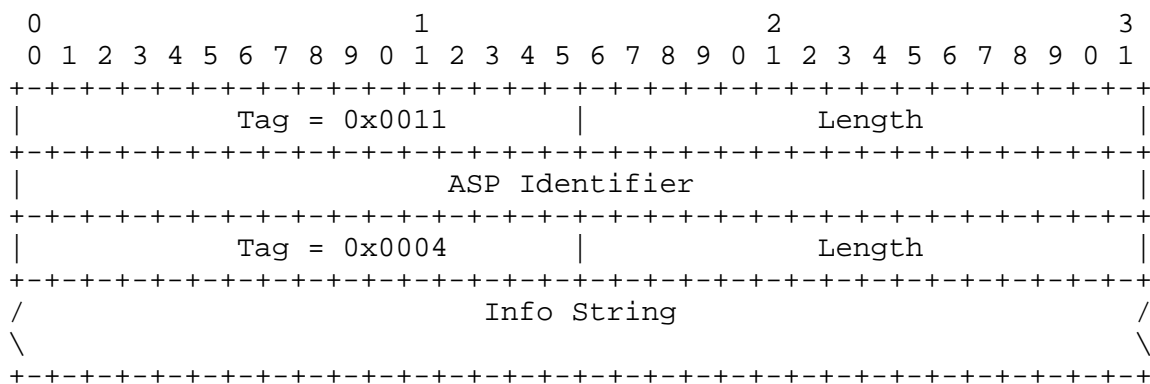 0                   1                   2                   3
 0 1 2 3 4 5 6 7 8 9 0 1 2 3 4 5 6 7 8 9 0 1 2 3 4 5 6 7 8 9 0 1
+-+-+-+-+-+-+-+-+-+-+-+-+-+-+-+-+-+-+-+-+-+-+-+-+-+-+-+-+-+-+-+-+
|            Tag = 0x0011       |             Length            |
+-+-+-+-+-+-+-+-+-+-+-+-+-+-+-+-+-+-+-+-+-+-+-+-+-+-+-+-+-+-+-+-+
|                        ASP Identifier                         |
+-+-+-+-+-+-+-+-+-+-+-+-+-+-+-+-+-+-+-+-+-+-+-+-+-+-+-+-+-+-+-+-+
|            Tag = 0x0004       |             Length            |
+-+-+-+-+-+-+-+-+-+-+-+-+-+-+-+-+-+-+-+-+-+-+-+-+-+-+-+-+-+-+-+-+
/                          Info String                          /
\                                                               \
+-+-+-+-+-+-+-+-+-+-+-+-+-+-+-+-+-+-+-+-+-+-+-+-+-+-+-+-+-+-+-+-+